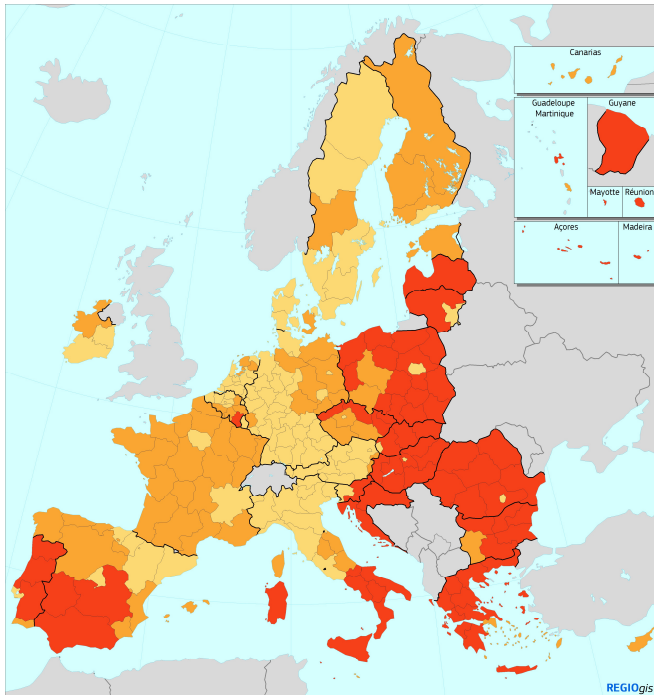 Canarias
Guadeloupe
Martinique
Guyane
Mayotte
Réunion
Açores
Madeira
REGIOgis